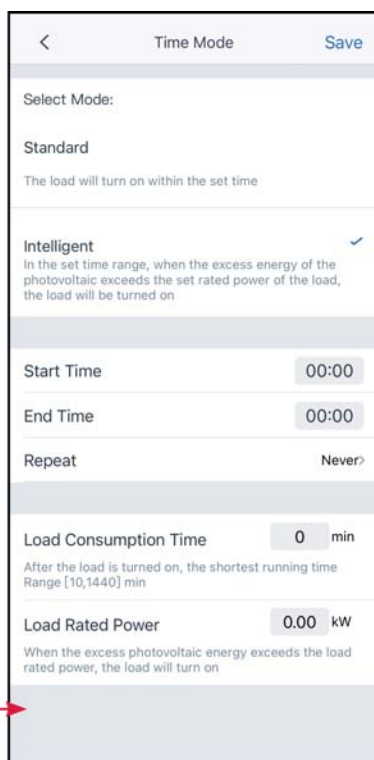 Time Mode Save
Select Mode:
Standard
The load will turn on within the set time
Intelligent
In the set time range, when the excess energy of the
photovoltaic exceeds the set rated power of the load,
the load will be turned on
Start Time 00:00
End Time 00:00
Repeat Never>
Load Consumption Time 0 min
After the load is turned on, the shortest running time
Range [10,1440] min
Load Rated Power 0.00 kW
When the excess photovoltaic energy exceeds the load
rated power, the load will turn on